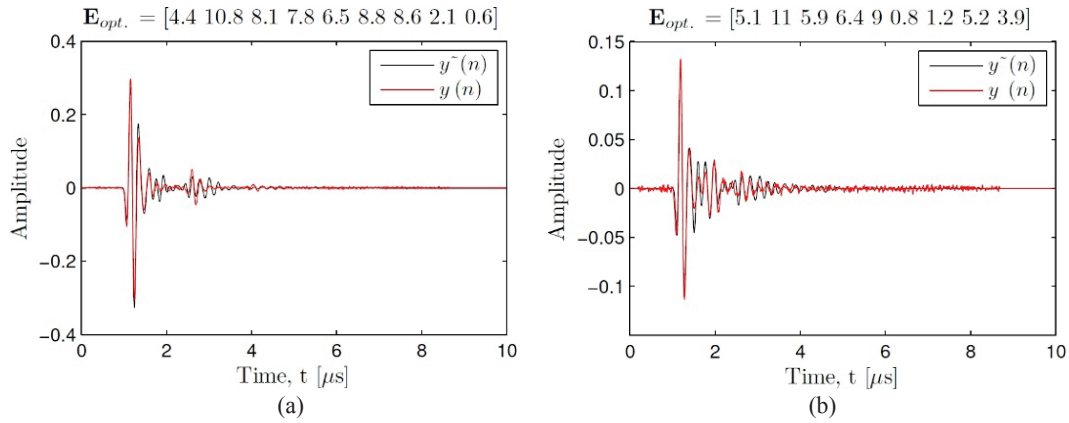 E_opt. = [4.4 10.8 8.1 7.8 6.5 8.8 8.6 2.1 0.6]
0.4
0.2
0
−0.2
−0.4
Amplitude
y˜(n)
y (n)
0 2 4 6 8 10
Time, t [μs]
(a)
E_opt. = [5.1 11 5.9 6.4 9 0.8 1.2 5.2 3.9]
0.15
0.1
0.05
0
−0.05
−0.1
Amplitude
y˜(n)
y (n)
0 2 4 6 8 10
Time, t [μs]
(b)